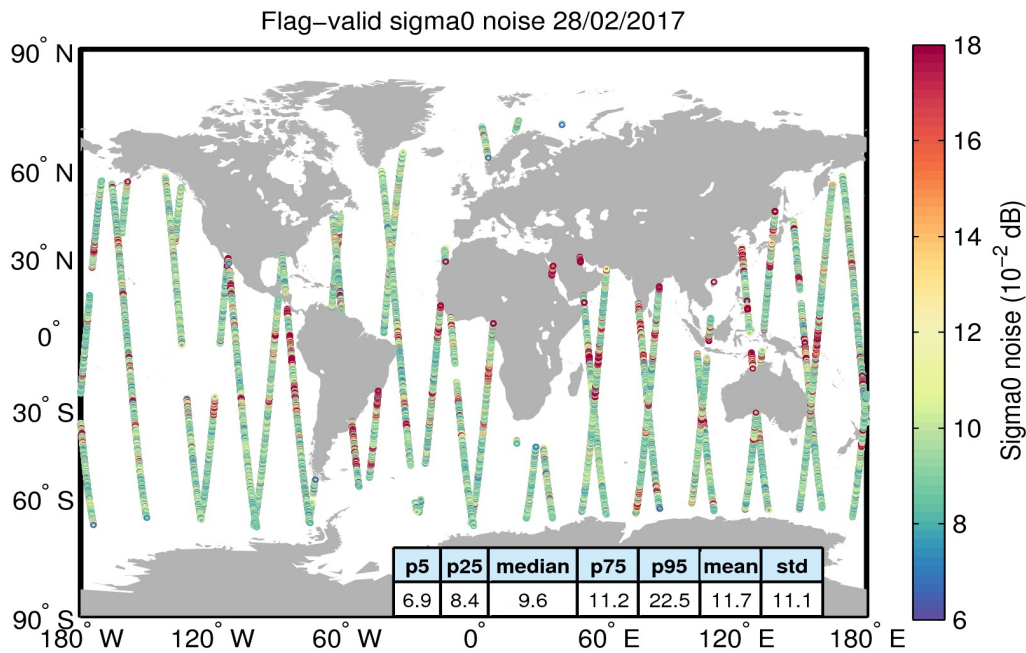 Flag−valid sigma0 noise 28/02/2017
90° N
60° N
30° N
0°
30° S
60° S
90° S
180° W
120° W
60° W
0°
60° E
120° E
180° E
p5 p25 median p75 p95 mean std
6.9 8.4 9.6 11.2 22.5 11.7 11.1
18
16
14
12
10
8
6
Sigma0 noise (10⁻² dB)